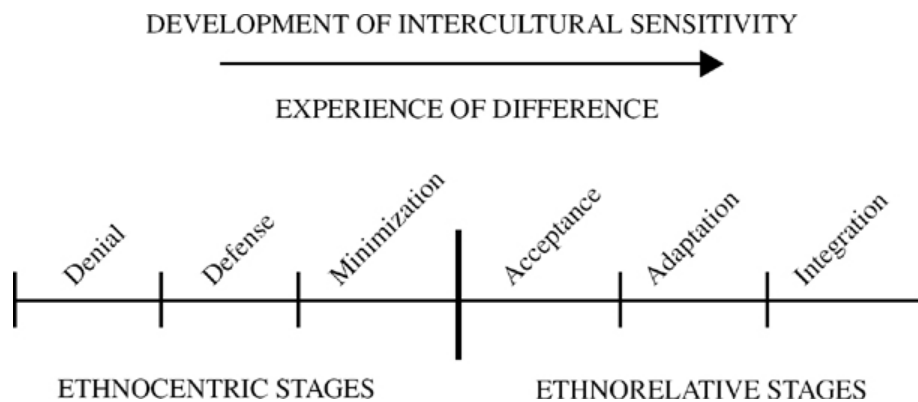 DEVELOPMENT OF INTERCULTURAL SENSITIVITY
EXPERIENCE OF DIFFERENCE
Denial
Defense
Minimization
Acceptance
Adaptation
Integration
ETHNOCENTRIC STAGES
ETHNORELATIVE STAGES